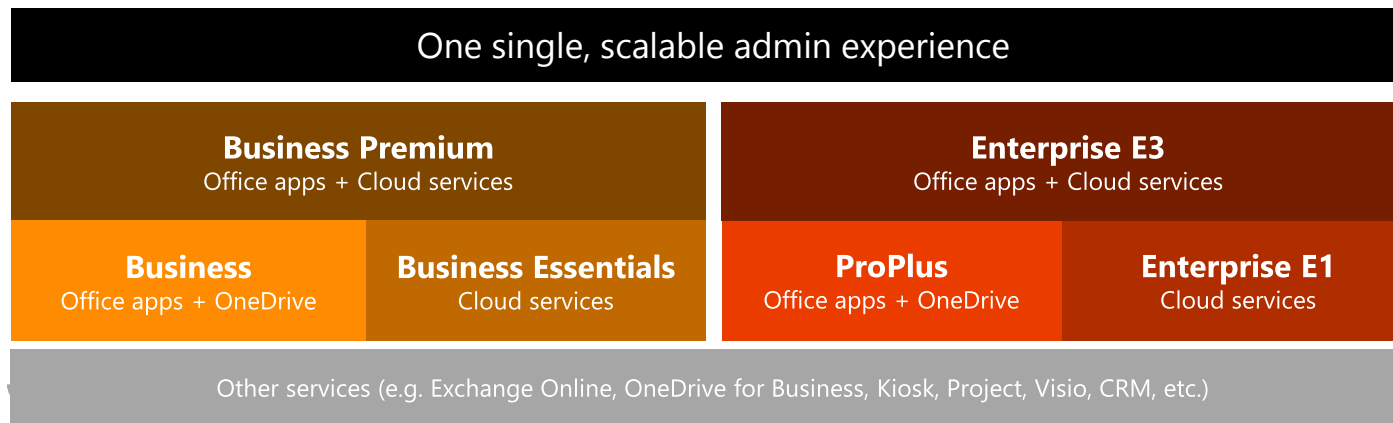 One single, scalable admin experience
Business Premium
Office apps + Cloud services
Business
Office apps + OneDrive
Business Essentials
Cloud services
Enterprise E3
Office apps + Cloud services
ProPlus
Office apps + OneDrive
Enterprise E1
Cloud services
Other services (e.g. Exchange Online, OneDrive for Business, Kiosk, Project, Visio, CRM, etc.)